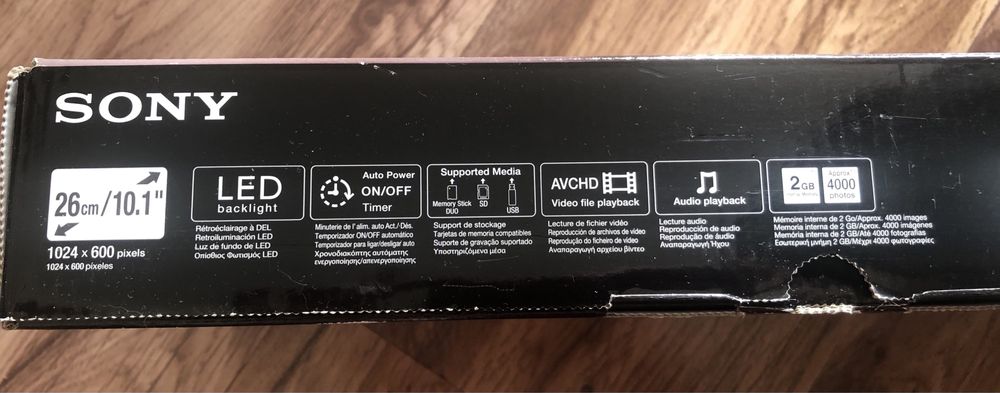 SONY
26cm/10.1"
1024 x 600 pixels
1024 x 600 píxeles
LED
backlight
Rétroéclairage à DEL
Retroiluminación LED
Luz de fundo de LED
Οπίσθιος Φωτισμός LED
Auto Power
ON/OFF
Timer
Minuterie de l'alim. auto Act./Dés.
Temporizador ON/OFF automático
Temporizador para ligar/desligar auto
Χρονοδιακόπτης αυτόματης
ενεργοποίησης/απενεργοποίησης
Supported Media
Memory Stick
DUO
SD
USB
Support de stockage
Tarjetas de memoria compatibles
Suporte de gravação suportado
Υποστηριζόμενα μέσα
AVCHD
Video file playback
Lecture de fichier vidéo
Reproducción de archivos de vídeo
Reprodução do ficheiro de vídeo
Αναπαραγωγή αρχείου βίντεο
Audio playback
Lecture audio
Reproducción de audio
Reprodução de áudio
Αναπαραγωγή Ήχου
2GB
Internal Memory
Approx
4000
photos
Mémoire interne de 2 Go/Approx. 4000 images
Memoria interna de 2 GB/Aprox. 4000 imágenes
Memória interna de 2 GB/Até 4000 fotografias
Εσωτερική μνήμη 2 GB/Μέχρι 4000 φωτογραφίες